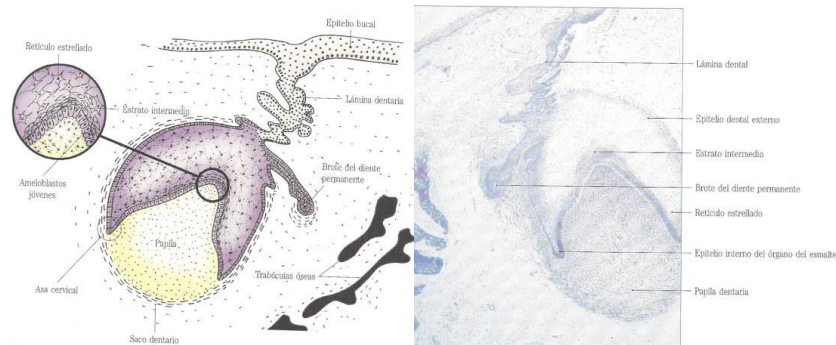 Epitelio bucal
Retículo estrellado
Lámina dentaria
Estrato intermedio
Ameloblastos
jóvenes
Brote del diente
permanente
Papila
Trabáculas óseas
Asa cervical
Saco dentario
Lámina dental
Epitelio dental externo
Estrato intermedio
Brote del diente permanente
Retículo estrellado
Epitelio interno del órgano del esmalte
Papila dentaria